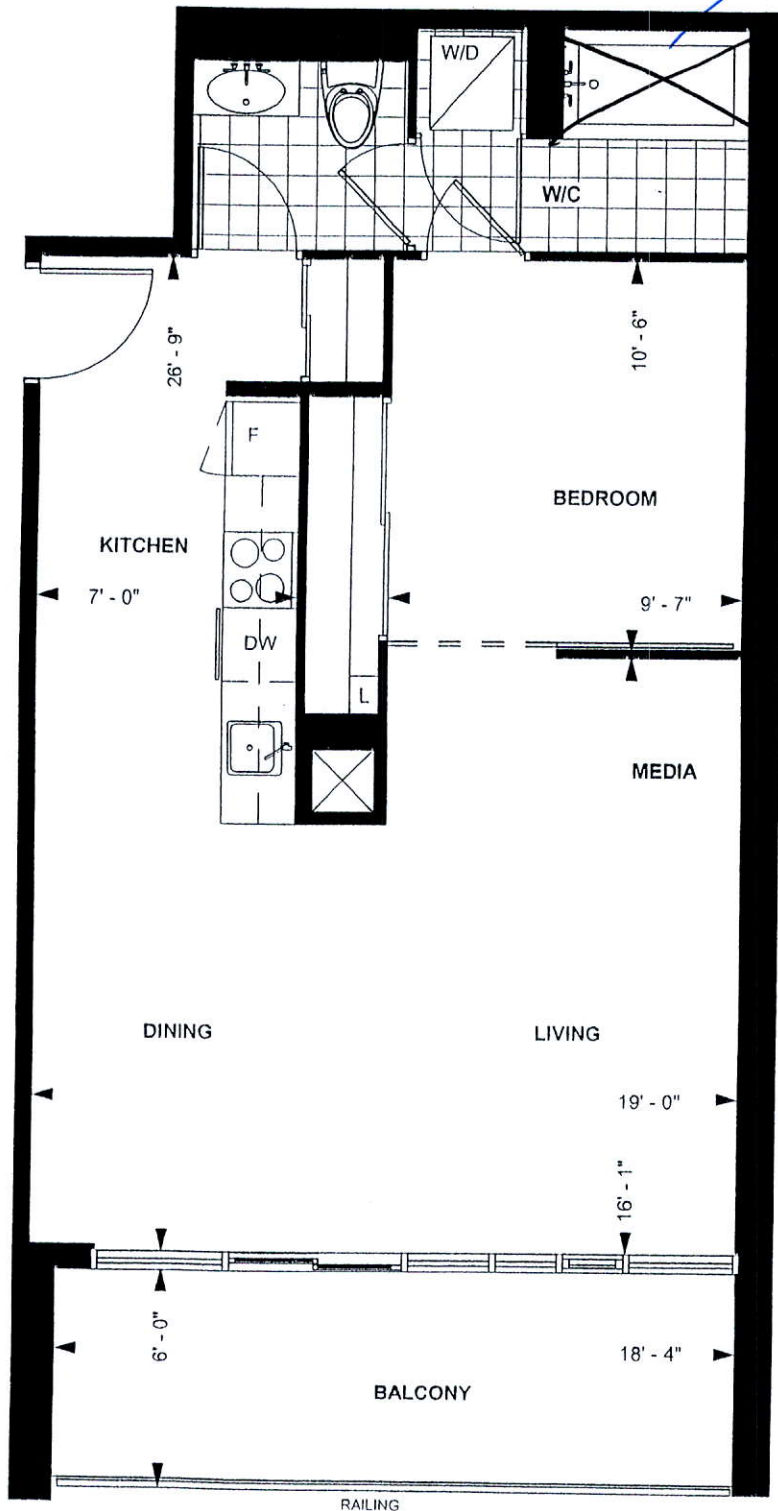 W/D
W/C
26' - 9"
10' - 6"
F
BEDROOM
KITCHEN
7' - 0"
9' - 7"
DW
L
MEDIA
DINING
LIVING
19' - 0"
16' - 1"
6' - 0"
18' - 4"
BALCONY
RAILING